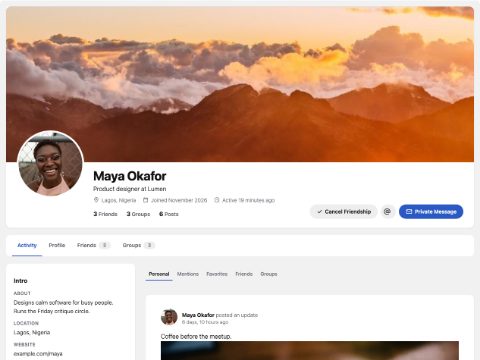 Maya Okafor
Product designer at Lumen
Lagos, Nigeria Joined November 2026 Active 19 minutes ago
3 Friends 3 Groups 6 Posts
Cancel Friendship @ Private Message
Activity Profile Friends 3 Groups 3
Intro
ABOUT
Designs calm software for busy people.
Runs the Friday critique circle.
LOCATION
Lagos, Nigeria
WEBSITE
example.com/maya
Personal Mentions Favorites Friends Groups
Maya Okafor posted an update
6 days, 10 hours ago
Coffee before the meetup.